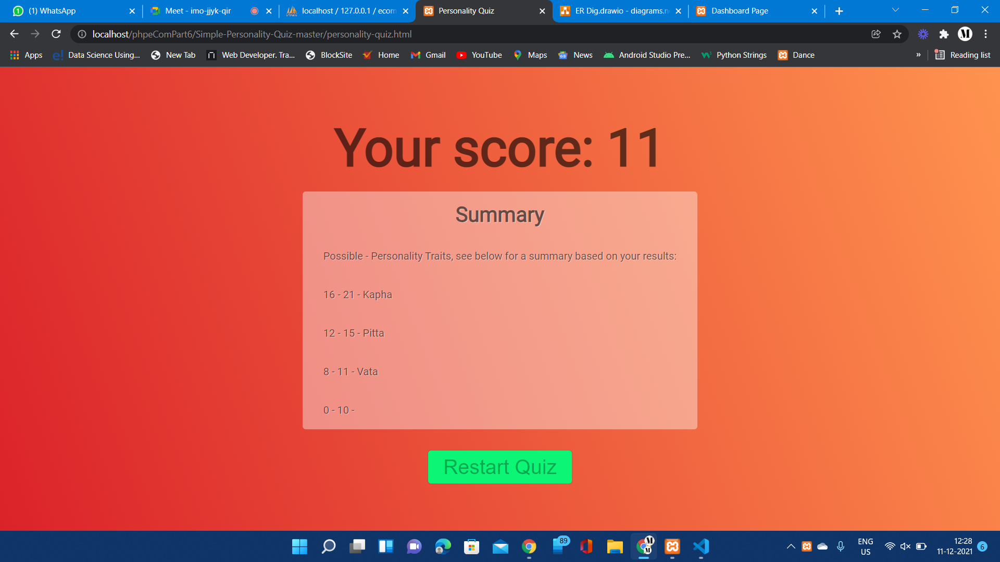 (1) WhatsApp
Meet - imo-jjyk-qir
localhost / 127.0.0.1 / ecom
Personality Quiz
ER Dig.drawio - diagrams.n
Dashboard Page
localhost/phpeComPart6/Simple-Personality-Quiz-master/personality-quiz.html
M
Apps
Data Science Using...
New Tab
Web Developer. Tra...
BlockSite
Home
Gmail
YouTube
Maps
News
Android Studio Pre...
Python Strings
Dance
»
Reading list
Your score: 11
Summary
Possible - Personality Traits, see below for a summary based on your results:
16 - 21 - Kapha
12 - 15 - Pitta
8 - 11 - Vata
0 - 10 -
Restart Quiz
89
ENG
US
12:28
11-12-2021
6